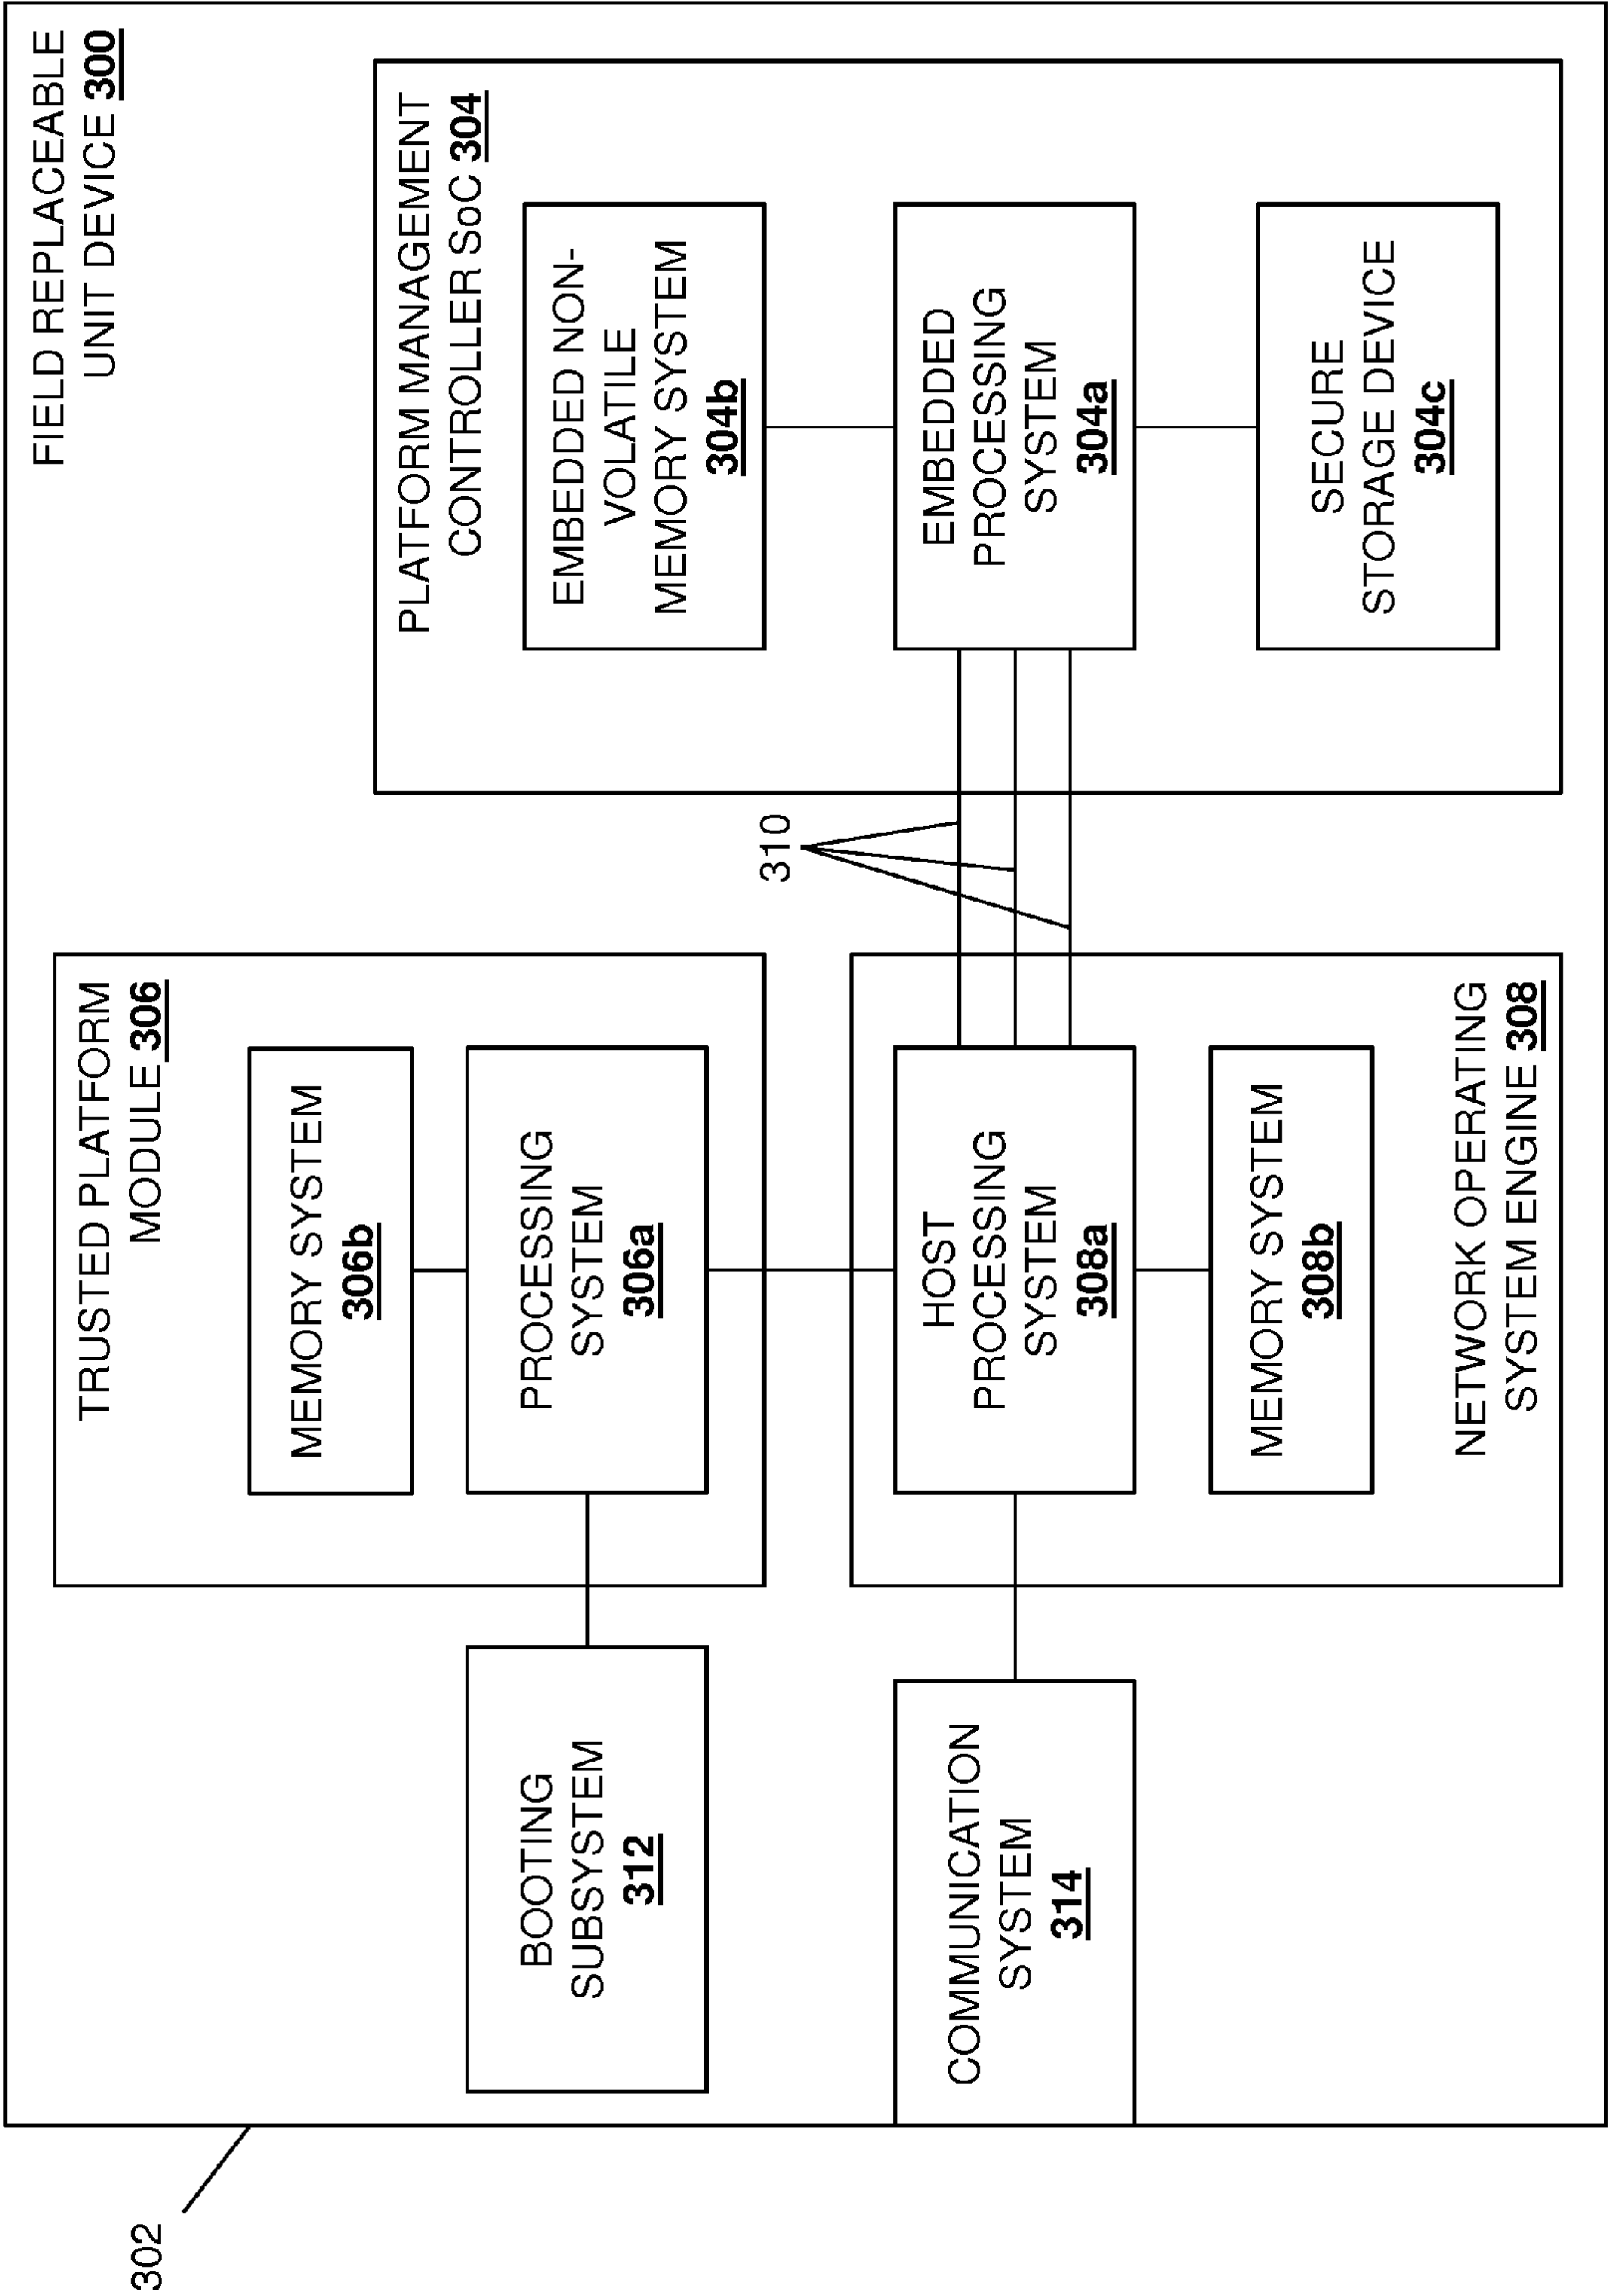 302
FIELD REPLACEABLE
UNIT DEVICE 300
BOOTING
SUBSYSTEM
312
TRUSTED PLATFORM
MODULE 306
MEMORY SYSTEM
306b
PROCESSING
SYSTEM
306a
COMMUNICATION
SYSTEM
314
HOST
PROCESSING
SYSTEM
308a
MEMORY SYSTEM
308b
NETWORK OPERATING
SYSTEM ENGINE 308
310
PLATFORM MANAGEMENT
CONTROLLER SoC 304
EMBEDDED NON-
VOLATILE
MEMORY SYSTEM
304b
EMBEDDED
PROCESSING
SYSTEM
304a
SECURE
STORAGE DEVICE
304c